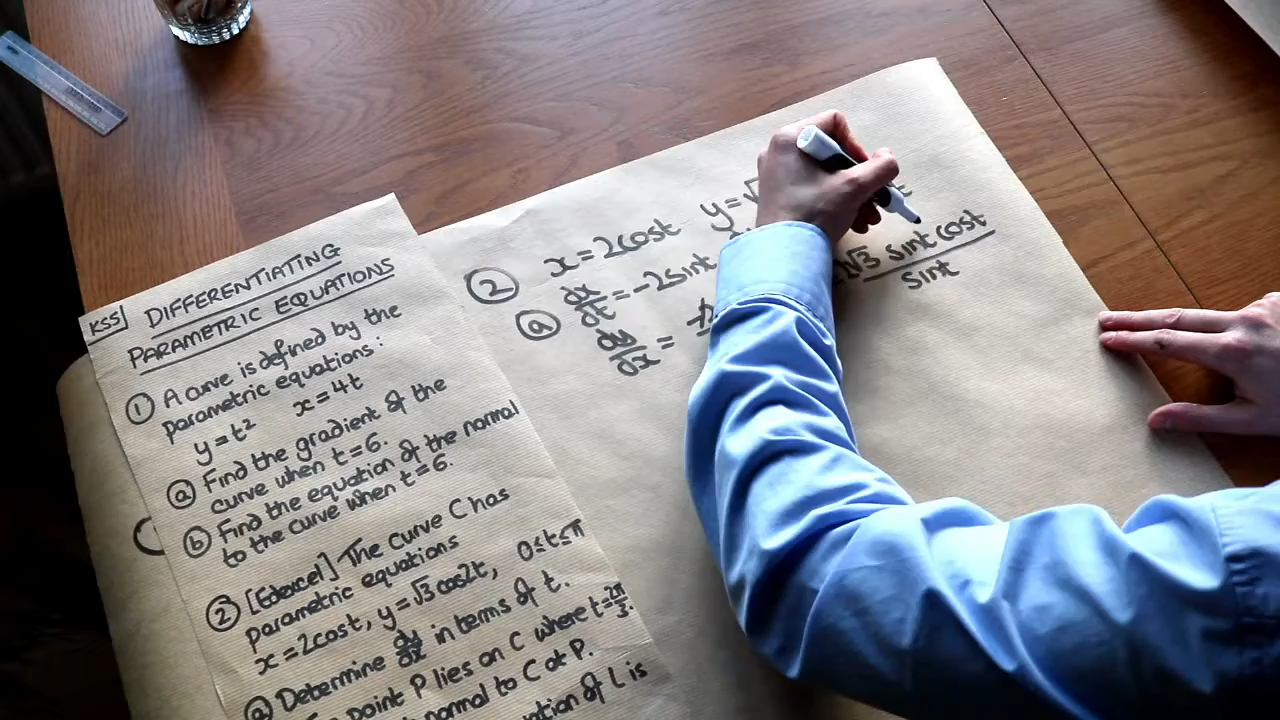 KS5
DIFFERENTIATING
PARAMETRIC EQUATIONS
① A curve is defined by the
parametric equations:
y = t² x = 4t
ⓐ Find the gradient of the
curve when t = 6.
ⓑ Find the equation of the normal
to the curve when t = 6.
② [Edexcel] The curve C has
parametric equations
x = 2cost, y = √3 cos2t, 0 ≤ t ≤ π
ⓐ Determine dy/dx in terms of t.
point P lies on C where t = 2π/3.
normal to C at P.
of L is
② x = 2cost y = √
ⓐ dx/dt = -2sint
dy/dx =
2√3 sint cost
sint